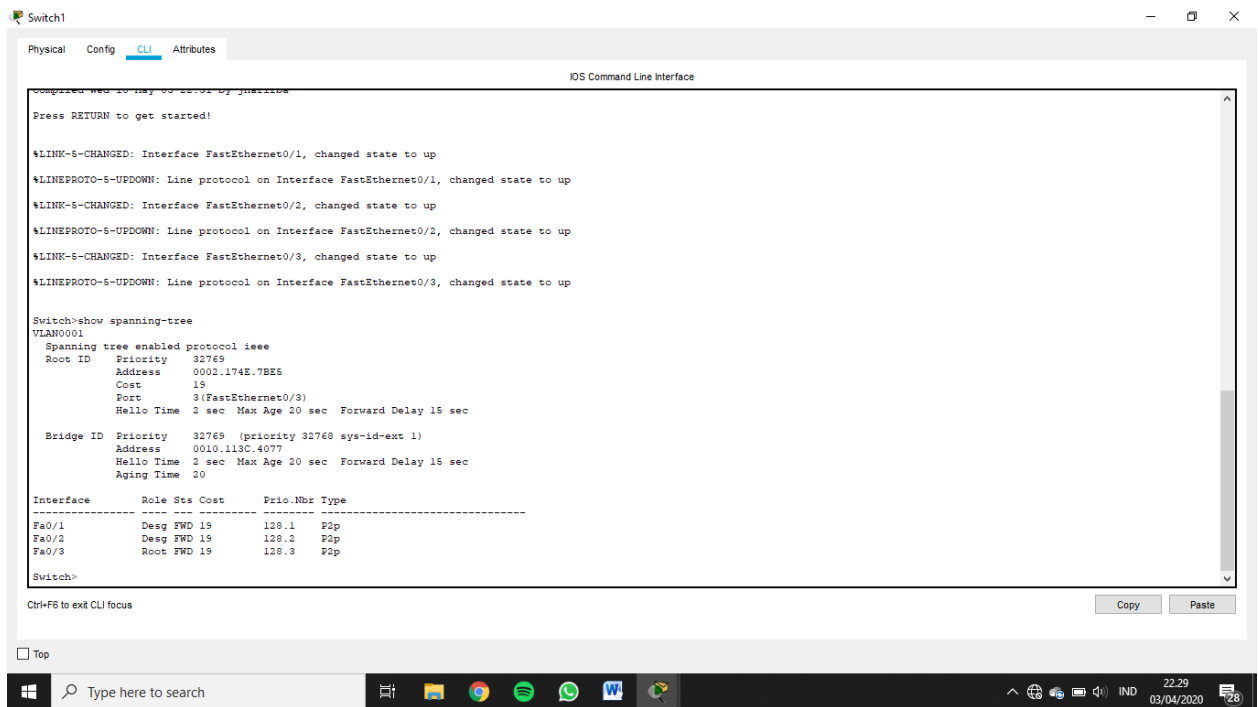 Switch1
Physical Config CLI Attributes
IOS Command Line Interface
Press RETURN to get started!
%LINK-5-CHANGED: Interface FastEthernet0/1, changed state to up
%LINEPROTO-5-UPDOWN: Line protocol on Interface FastEthernet0/1, changed state to up
%LINK-5-CHANGED: Interface FastEthernet0/2, changed state to up
%LINEPROTO-5-UPDOWN: Line protocol on Interface FastEthernet0/2, changed state to up
%LINK-5-CHANGED: Interface FastEthernet0/3, changed state to up
%LINEPROTO-5-UPDOWN: Line protocol on Interface FastEthernet0/3, changed state to up
Switch>show spanning-tree
VLAN0001
Spanning tree enabled protocol ieee
Root ID Priority 32769
Address 0002.174E.7BE5
Cost 19
Port 3(FastEthernet0/3)
Hello Time 2 sec Max Age 20 sec Forward Delay 15 sec
Bridge ID Priority 32769 (priority 32768 sys-id-ext 1)
Address 0010.113C.4077
Hello Time 2 sec Max Age 20 sec Forward Delay 15 sec
Aging Time 20
Interface Role Sts Cost Prio.Nbr Type
---------------- ---- --- --------- -------- --------------------------------
Fa0/1 Desg FWD 19 128.1 P2p
Fa0/2 Desg FWD 19 128.2 P2p
Fa0/3 Root FWD 19 128.3 P2p
Switch>
Ctrl+F6 to exit CLI focus
Copy Paste
Top
Type here to search
IND
22.29
03/04/2020
28